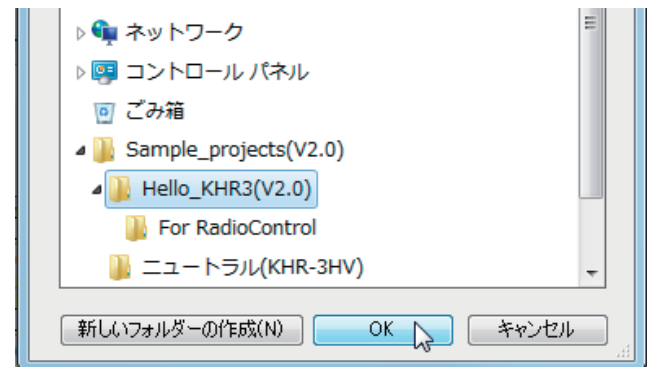 ネットワーク
コントロール パネル
ごみ箱
Sample_projects(V2.0)
Hello_KHR3(V2.0)
For RadioControl
ニュートラル(KHR-3HV)
新しいフォルダーの作成(N) OK キャンセル